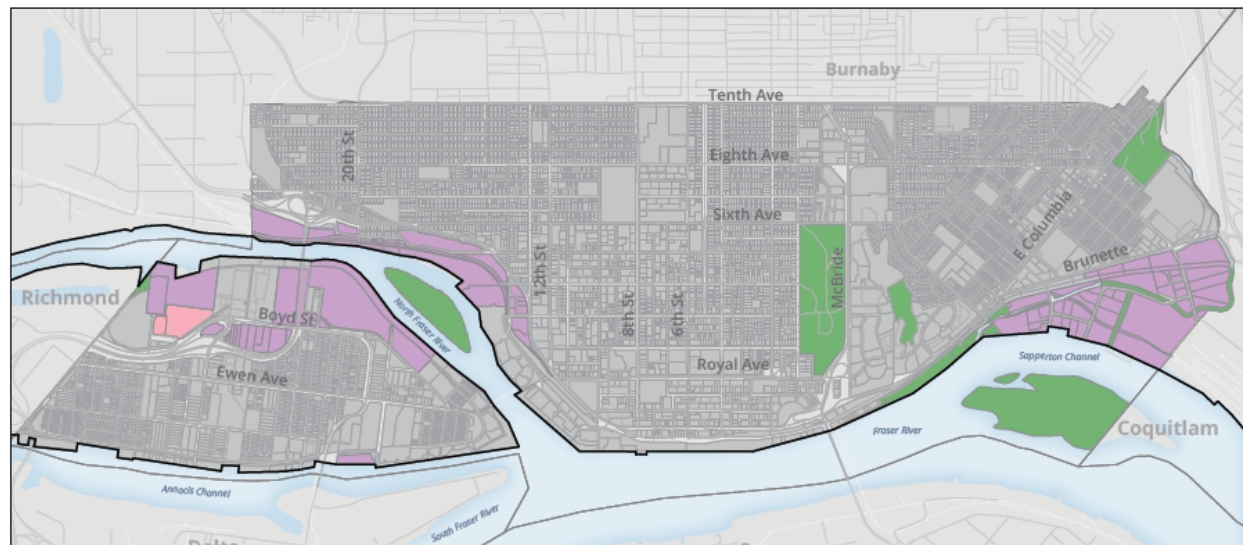 Burnaby
Tenth Ave
20th St
Eighth Ave
Sixth Ave
E Columbia
McBride
Brunette
12th St
8th St
6th St
Richmond
Boyd St
North Fraser River
Ewen Ave
Royal Ave
Sapperton Channel
Fraser River
Coquitlam
Annacis Channel
South Fraser River